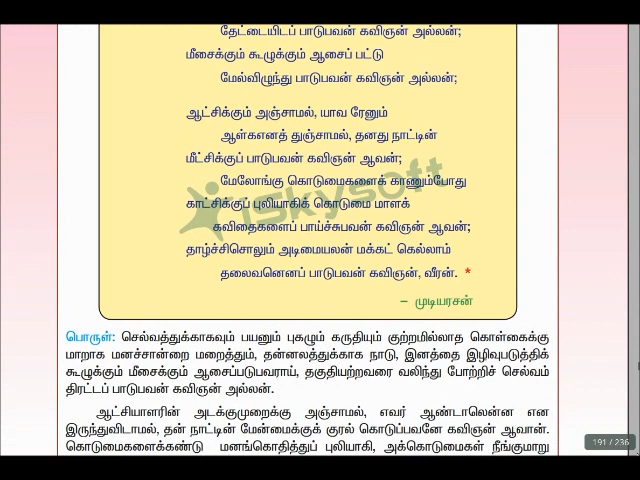 தேட்டையிடப் பாடுபவன் கவிஞன் அல்லன்;
மீசைக்கும் கூழுக்கும் ஆசைப் பட்டு
மேல்விழுந்து பாடுபவன் கவிஞன் அல்லன்;
ஆட்சிக்கும் அஞ்சாமல், யாவ ரேனும்
ஆள்கஎனத் துஞ்சாமல், தனது நாட்டின்
மீட்சிக்குப் பாடுபவன் கவிஞன் ஆவன்;
மேலோங்கு கொடுமைகளைக் காணும்போது
காட்சிக்குப் புலியாகிக் கொடுமை மாளக்
கவிதைகளைப் பாய்ச்சுபவன் கவிஞன் ஆவன்;
தாழ்ச்சிசொலும் அடிமையலன் மக்கட் கெல்லாம்
தலைவனெனப் பாடுபவன் கவிஞன், வீரன். *
– முடியரசன்
iskysoft
பொருள்: செல்வத்துக்காகவும் பயனும் புகழும் கருதியும் குற்றமில்லாத கொள்கைக்கு
மாறாக மனச்சான்றை மறைத்தும், தன்னலத்துக்காக நாடு, இனத்தை இழிவுபடுத்திக்
கூழுக்கும் மீசைக்கும் ஆசைப்படுபவராய், தகுதியற்றவரை வலிந்து போற்றிச் செல்வம்
திரட்டப் பாடுபவன் கவிஞன் அல்லன்.
ஆட்சியாளரின் அடக்குமுறைக்கு அஞ்சாமல், எவர் ஆண்டாலென்ன என
இருந்துவிடாமல், தன் நாட்டின் மேன்மைக்குக் குரல் கொடுப்பவனே கவிஞன் ஆவான்.
கொடுமைகளைக்கண்டு மனங்கொதித்துப் புலியாகி, அக்கொடுமைகள் நீங்குமாறு
191 / 236